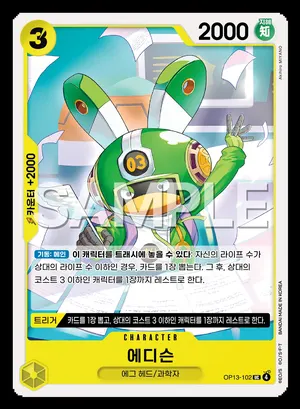 3
2000
지혜
知
Akihiro MIYANO
카운터 +2000
03
SAMPLE
기동: 메인 이 캐릭터를 트래시에 놓을 수 있다: 자신의 라이프 수가
상대의 라이프 수 이하인 경우, 카드를 1장 뽑는다. 그 후, 상대의
코스트 3 이하인 캐릭터를 1장까지 레스트로 한다.
트리거 카드를 1장 뽑고, 상대의 코스트 3 이하인 캐릭터를 1장까지 레스트로 한다.
CHARACTER
에디슨
에그 헤드/과학자
OP13-102 UC